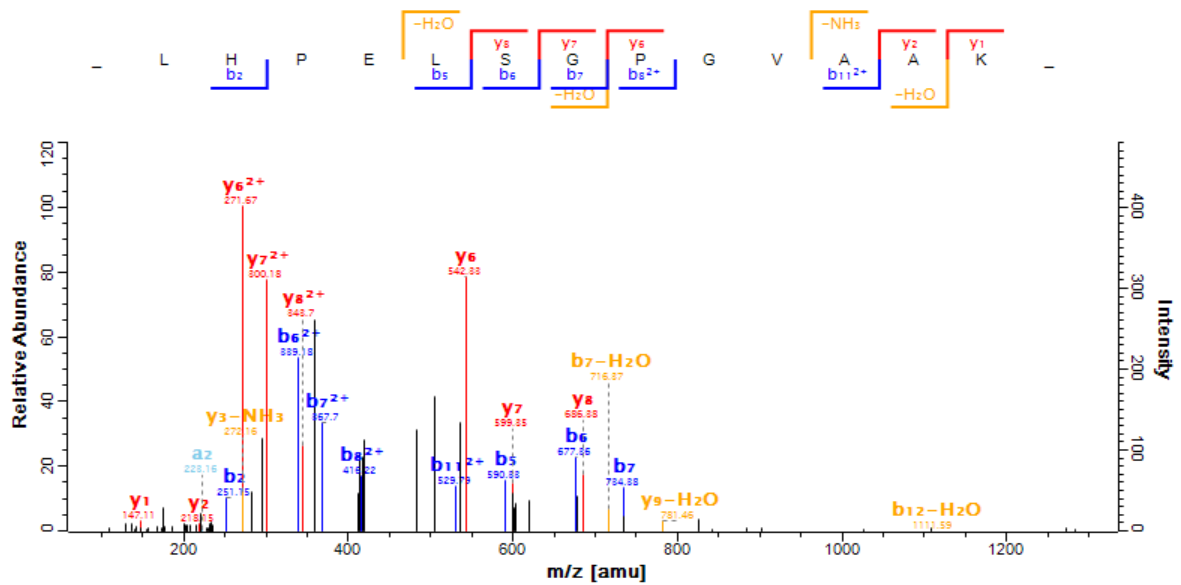 –H₂O –NH₃
y₈ y₇ y₆ y₂ y₁
_ L H P E L S G P G V A A K _
b₂ b₅ b₆ b₇ b₈²⁺ b₁₁²⁺
–H₂O –H₂O
Relative Abundance
120
100
80
60
40
20
0
y₆²⁺
271.67
y₇²⁺
300.18
y₈²⁺
343.7
b₆²⁺
339.18
b₇²⁺
367.7
y₃–NH₃
272.16
a₂
223.16
b₂
251.15
y₁
147.11
y₂
218.15
b₈²⁺
416.22
y₆
542.33
b₁₁²⁺
529.79
b₅
590.33
y₇
599.35
b₇–H₂O
716.37
y₈
686.38
b₆
677.36
b₇
734.38
y₉–H₂O
781.46
b₁₂–H₂O
1111.59
400
300
200
100
0
Intensity
200 400 600 800 1000 1200
m/z [amu]